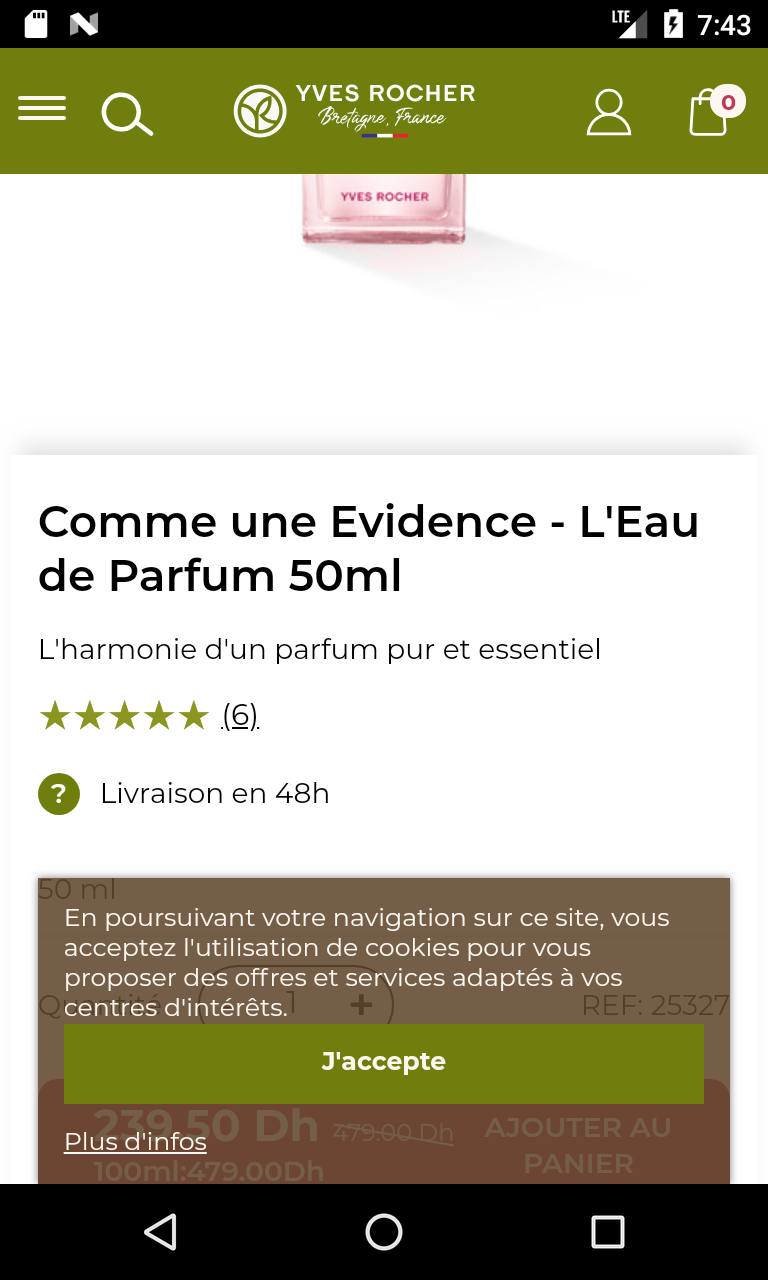 LTE
7:43
YVES ROCHER
Bretagne, France
0
YVES ROCHER
Comme une Evidence - L'Eau
de Parfum 50ml
L'harmonie d'un parfum pur et essentiel
★★★★★ (6)
? Livraison en 48h
50 ml
En poursuivant votre navigation sur ce site, vous
acceptez l'utilisation de cookies pour vous
proposer des offres et services adaptés à vos
centres d'intérêts.
Quantité 1 + REF: 25327
J'accepte
239.50 Dh 479.00 Dh AJOUTER AU
PANIER
Plus d'infos
100ml:479.00Dh